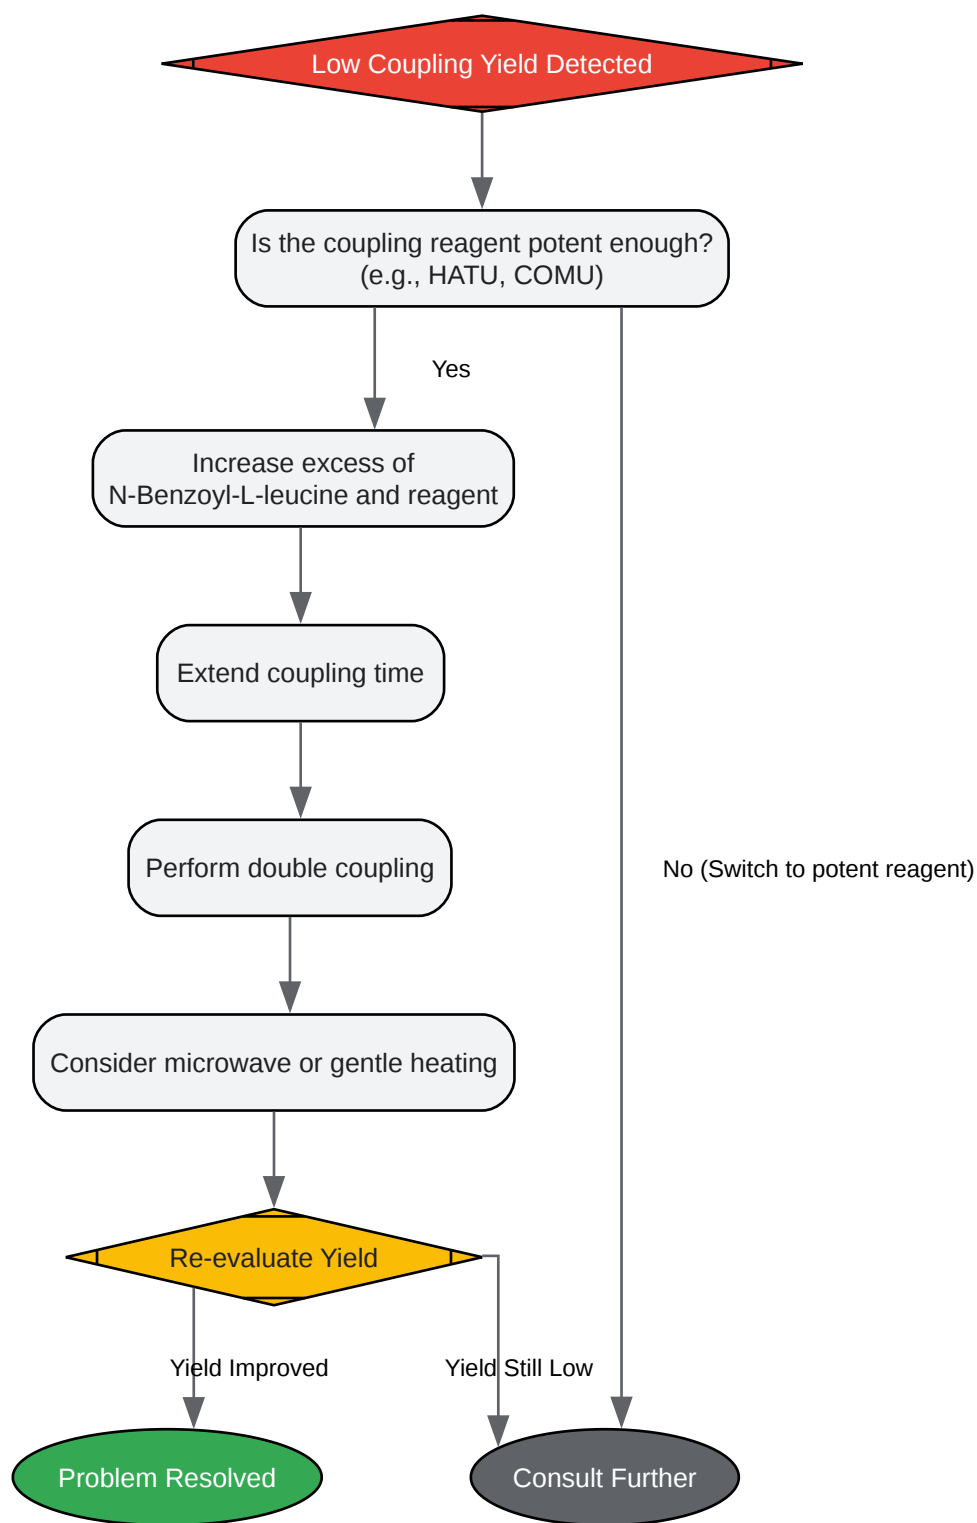 Low Coupling Yield Detected
Is the coupling reagent potent enough?
(e.g., HATU, COMU)
Yes
Increase excess of
N-Benzoyl-L-leucine and reagent
Extend coupling time
Perform double coupling
No (Switch to potent reagent)
Consider microwave or gentle heating
Re-evaluate Yield
Yield Improved
Yield Still Low
Problem Resolved
Consult Further